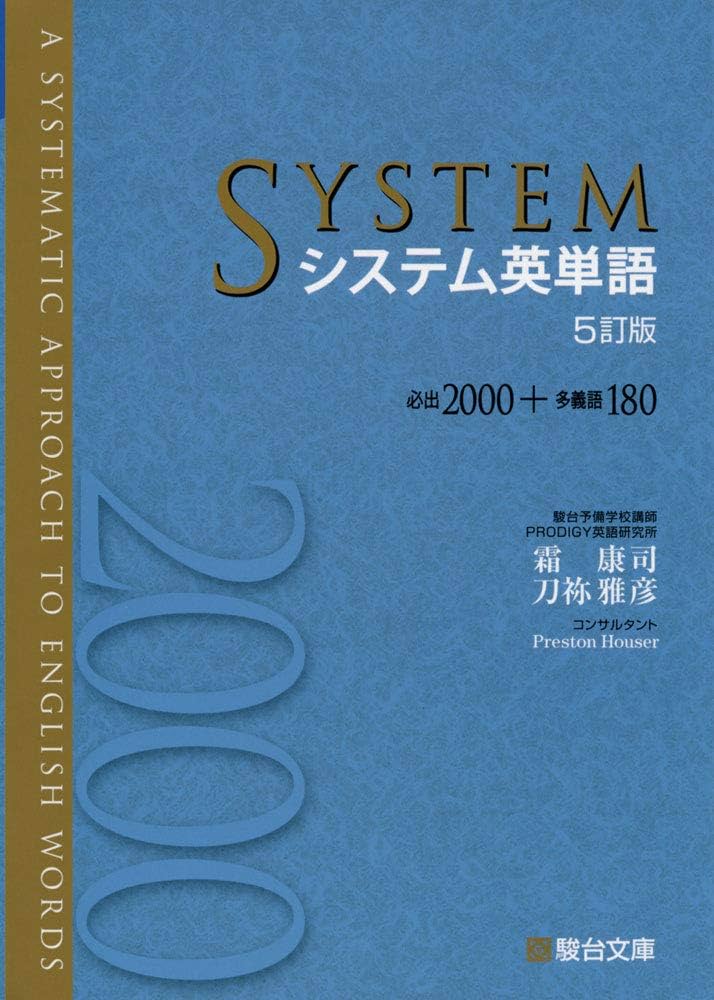 A SYSTEMATIC APPROACH TO ENGLISH WORDS
SYSTEM
システム英単語
5訂版
必出2000+多義語180
2000
駿台予備学校講師
PRODIGY英語研究所
霜 康司
刀祢 雅彦
コンサルタント
Preston Houser
駿台文庫